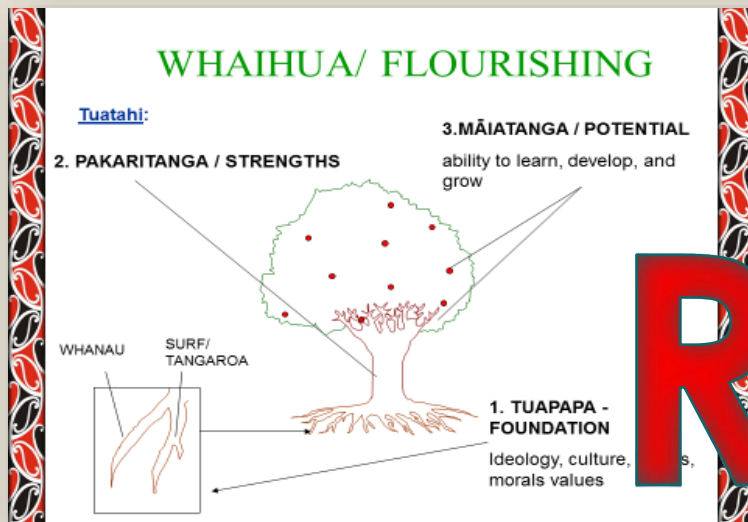 WHAIHUA/ FLOURISHING
Tuatahi:
3.MĀIATANGA / POTENTIAL
ability to learn, develop, and
grow
2. PAKARITANGA / STRENGTHS
WHANAU
SURF/
TANGAROA
1. TUAPAPA -
FOUNDATION
Ideology, culture,
morals values
R